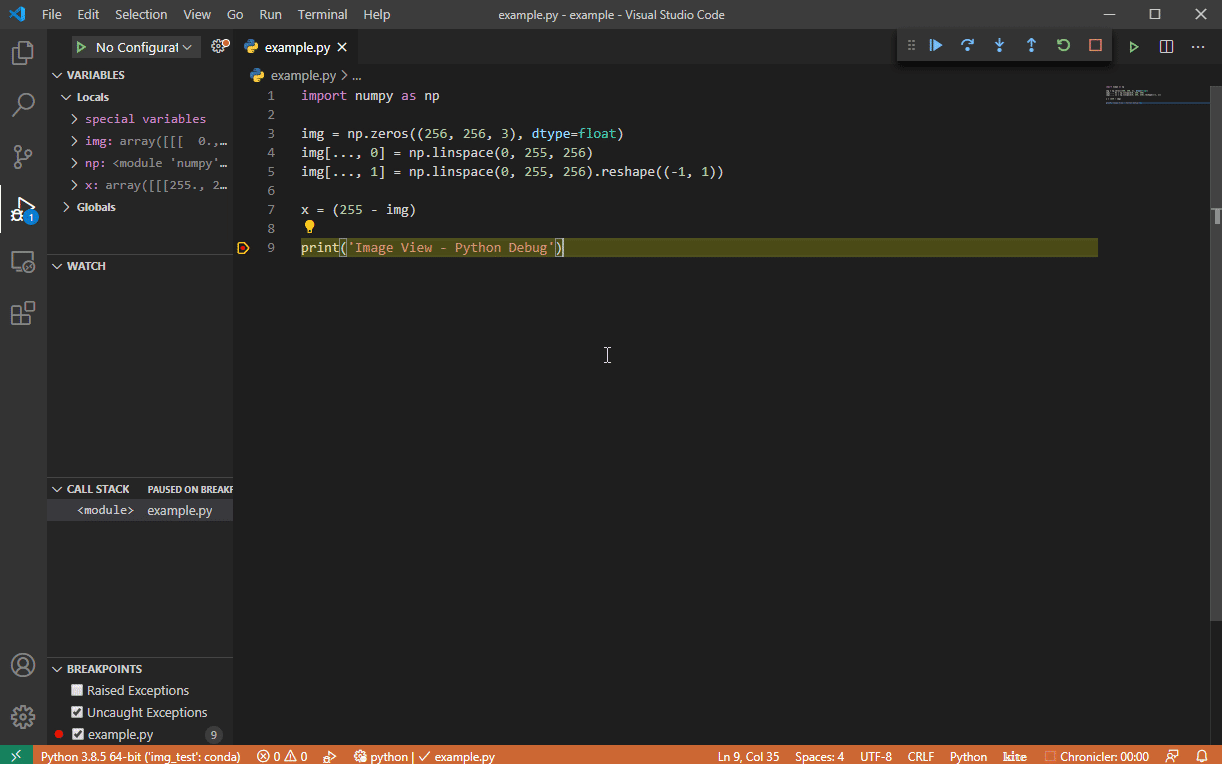 File Edit Selection View Go Run Terminal Help example.py - example - Visual Studio Code
No Configurat
example.py
VARIABLES
Locals
special variables
img: array([[[ 0.,...
np: <module 'numpy'...
x: array([[[255., 2...
Globals
WATCH
CALL STACK PAUSED ON BREAKP
<module> example.py
BREAKPOINTS
Raised Exceptions
Uncaught Exceptions
example.py 9
1
example.py > ...
1 import numpy as np
2
3 img = np.zeros((256, 256, 3), dtype=float)
4 img[..., 0] = np.linspace(0, 255, 256)
5 img[..., 1] = np.linspace(0, 255, 256).reshape((-1, 1))
6
7 x = (255 - img)
8
9 print('Image View - Python Debug')
Python 3.8.5 64-bit ('img_test': conda) 0 0 python | ✓ example.py Ln 9, Col 35 Spaces: 4 UTF-8 CRLF Python kite Chronicler: 00:00